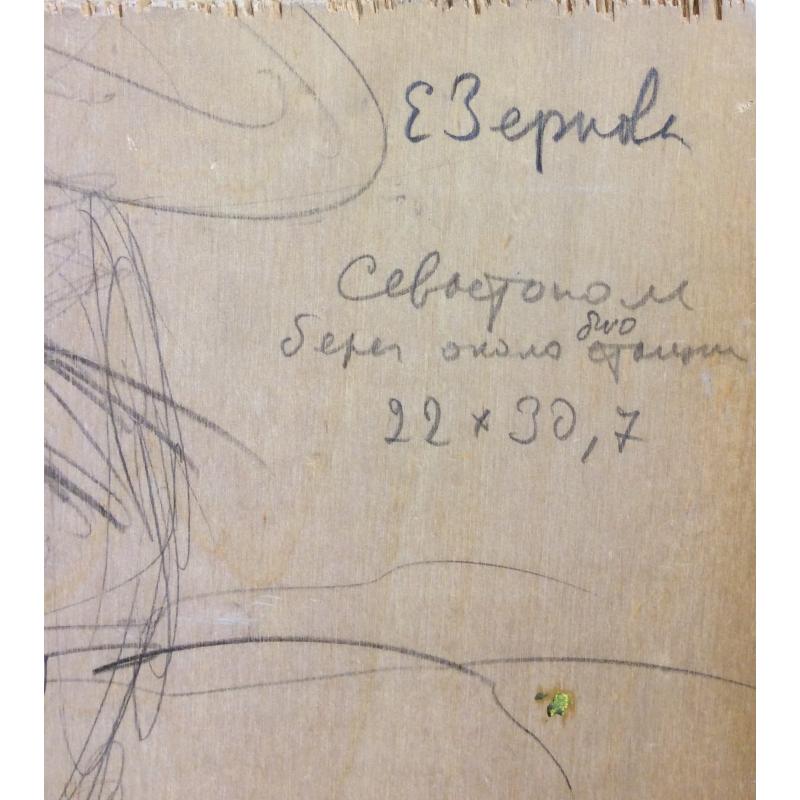 Е Зернова
Севастополь
берег около био станции
22 × 30,7